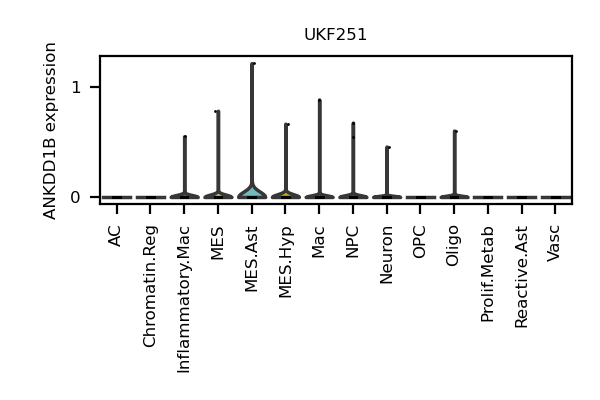 UKF251
ANKDD1B expression
1
0
AC
Chromatin.Reg
Inflammatory.Mac
MES
MES.Ast
MES.Hyp
Mac
NPC
Neuron
OPC
Oligo
Prolif.Metab
Reactive.Ast
Vasc